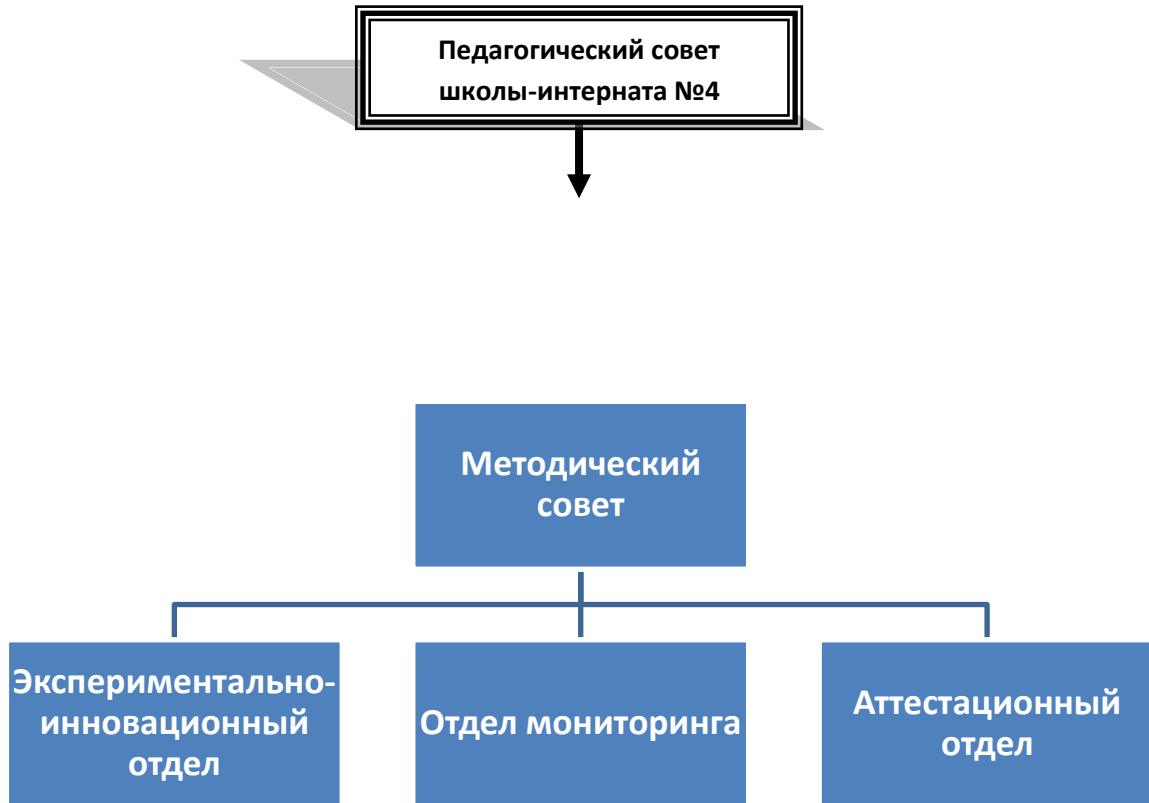 Педагогический совет
школы-интерната №4
Методический
совет
Экспериментально-
инновационный
отдел
Отдел мониторинга
Аттестационный
отдел